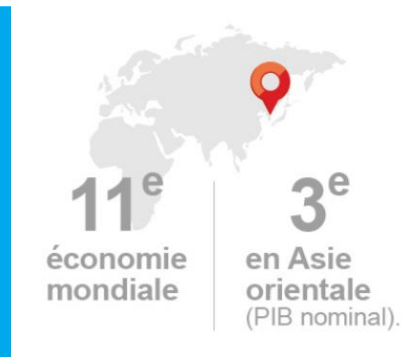 11e
économie
mondiale
3e
en Asie
orientale
(PIB nominal).